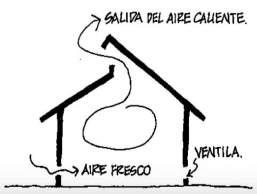 SALIDA DEL AIRE CALIENTE.
VENTILA.
AIRE FRESCO